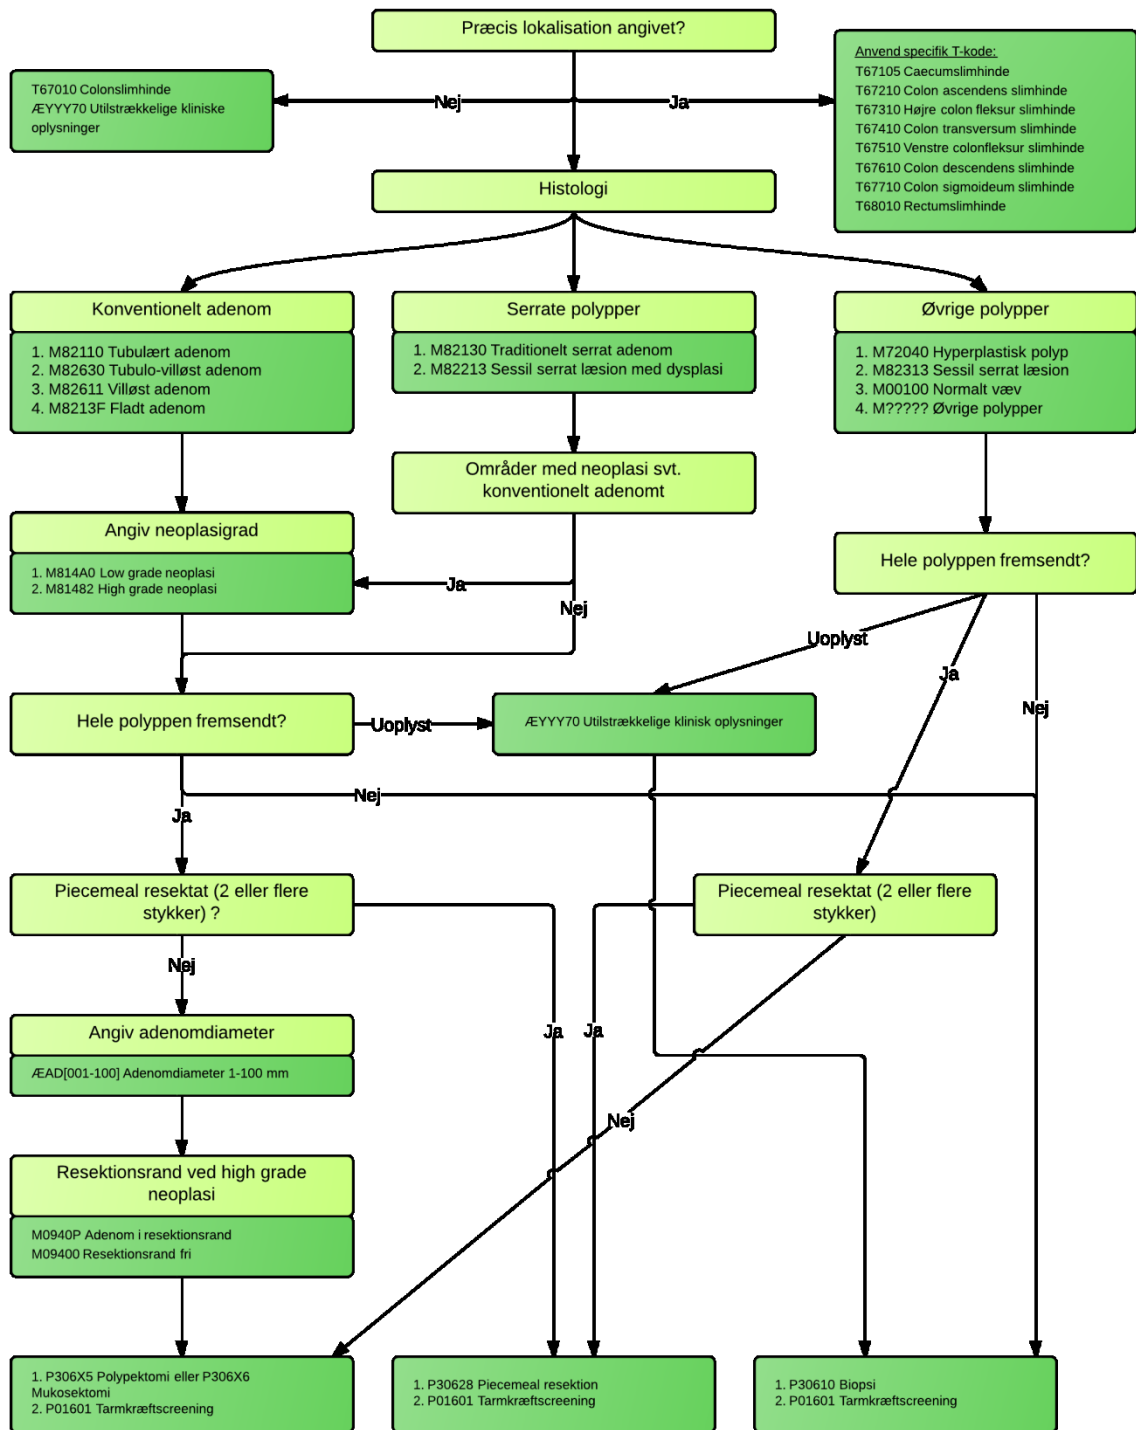 Præcis lokalisation angivet?
T67010 Colonslimhinde
ÆYYY70 Utilstrækkelige kliniske
oplysninger
Nej
Ja
Anvend specifik T-kode:
T67105 Caecumslimhinde
T67210 Colon ascendens slimhinde
T67310 Højre colon fleksur slimhinde
T67410 Colon transversum slimhinde
T67510 Venstre colonfleksur slimhinde
T67610 Colon descendens slimhinde
T67710 Colon sigmoideum slimhinde
T68010 Rectumslimhinde
Histologi
Konventionelt adenom
1. M82110 Tubulært adenom
2. M82630 Tubulo-villøst adenom
3. M82611 Villøst adenom
4. M8213F Fladt adenom
Serrate polypper
1. M82130 Traditionelt serrat adenom
2. M82213 Sessil serrat læsion med dysplasi
Øvrige polypper
1. M72040 Hyperplastisk polyp
2. M82313 Sessil serrat læsion
3. M00100 Normalt væv
4. M????? Øvrige polypper
Områder med neoplasi svt.
konventionelt adenomt
Angiv neoplasigrad
1. M814A0 Low grade neoplasi
2. M81482 High grade neoplasi
Ja
Nej
Hele polyppen fremsendt?
Uoplyst
Ja
Nej
Hele polyppen fremsendt?
Uoplyst
ÆYYY70 Utilstrækkelige klinisk oplysninger
Nej
Ja
Piecemeal resektat (2 eller flere
stykker) ?
Piecemeal resektat (2 eller flere
stykker)
Nej
Ja
Ja
Nej
Angiv adenomdiameter
ÆAD[001-100] Adenomdiameter 1-100 mm
Resektionsrand ved high grade
neoplasi
M0940P Adenom i resektionsrand
M09400 Resektionsrand fri
1. P306X5 Polypektomi eller P306X6
Mukosektomi
2. P01601 Tarmkræftscreening
1. P30628 Piecemeal resektion
2. P01601 Tarmkræftscreening
1. P30610 Biopsi
2. P01601 Tarmkræftscreening